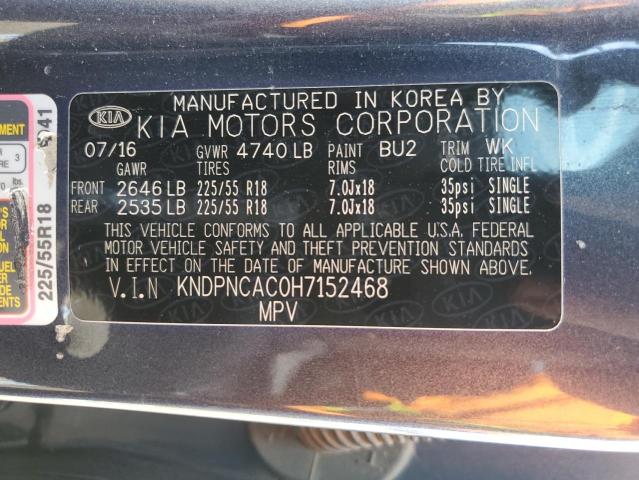 MANUFACTURED IN KOREA BY
KIA KIA MOTORS CORPORATION
07/16 GVWR 4740 LB PAINT BU2 TRIM WK
GAWR TIRES RIMS COLD TIRE INFL
FRONT 2646 LB 225/55 R18 7.0Jx18 35psi SINGLE
REAR 2535 LB 225/55 R18 7.0Jx18 35psi SINGLE
THIS VEHICLE CONFORMS TO ALL APPLICABLE U.S.A. FEDERAL
MOTOR VEHICLE SAFETY AND THEFT PREVENTION STANDARDS
IN EFFECT ON THE DATE OF MANUFACTURE SHOWN ABOVE.
V.I.N KNDPNCAC0H7152468
MPV
225/55R18